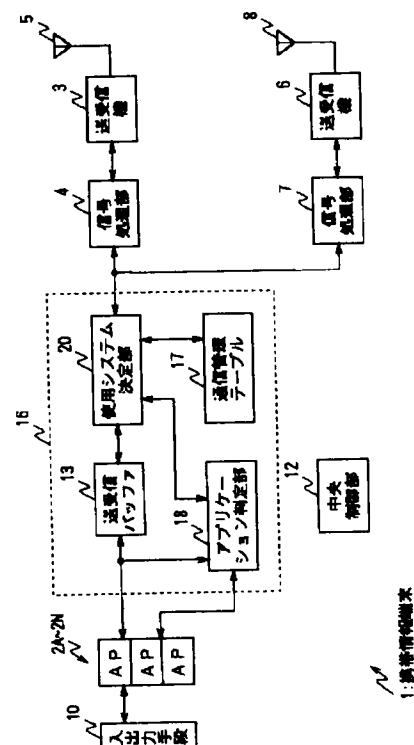 5
3
送受信
機
4
信号
処理部
8
6
送受信
機
7
信号
処理部
16
20
使用システム
決定部
17
通信情報
テーブル
13
送受信
バッファ
18
アプリケー
ション判定部
12
中央
制御部
2A~2N
AP
AP
AP
10
入出力手段
1:携帯情報端末